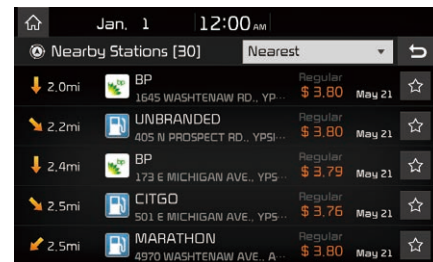 Jan. 1 12:00 AM
Nearby Stations [30] Nearest
2.0mi BP Regular
1645 WASHTENAW RD., YP... $ 3.80 May 21
2.2mi UNBRANDED Regular
405 N PROSPECT RD., YPSI... $ 3.80 May 21
2.4mi BP Regular
173 E MICHIGAN AVE., YPS... $ 3.79 May 21
2.5mi CITGO Regular
501 E MICHIGAN AVE., YPS... $ 3.76 May 21
2.5mi MARATHON Regular
4970 WASHTENAW AVE., A... $ 3.80 May 21